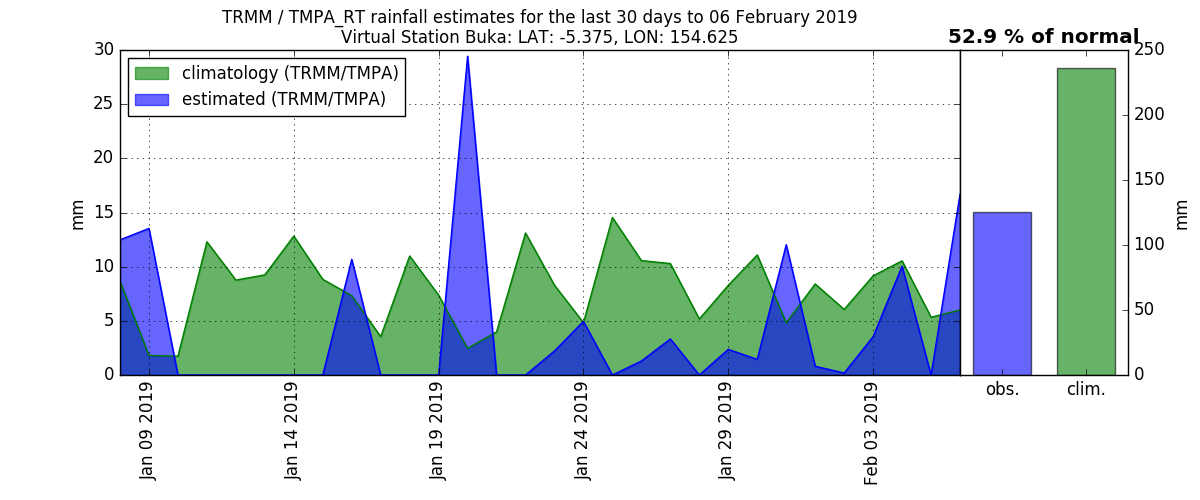 TRMM / TMPA_RT rainfall estimates for the last 30 days to 06 February 2019
Virtual Station Buka: LAT: -5.375, LON: 154.625
52.9 % of normal
climatology (TRMM/TMPA)
estimated (TRMM/TMPA)
30
25
20
15
10
5
0
mm
Jan 09 2019
Jan 14 2019
Jan 19 2019
Jan 24 2019
Jan 29 2019
Feb 03 2019
obs.
clim.
250
200
150
100
50
0
mm